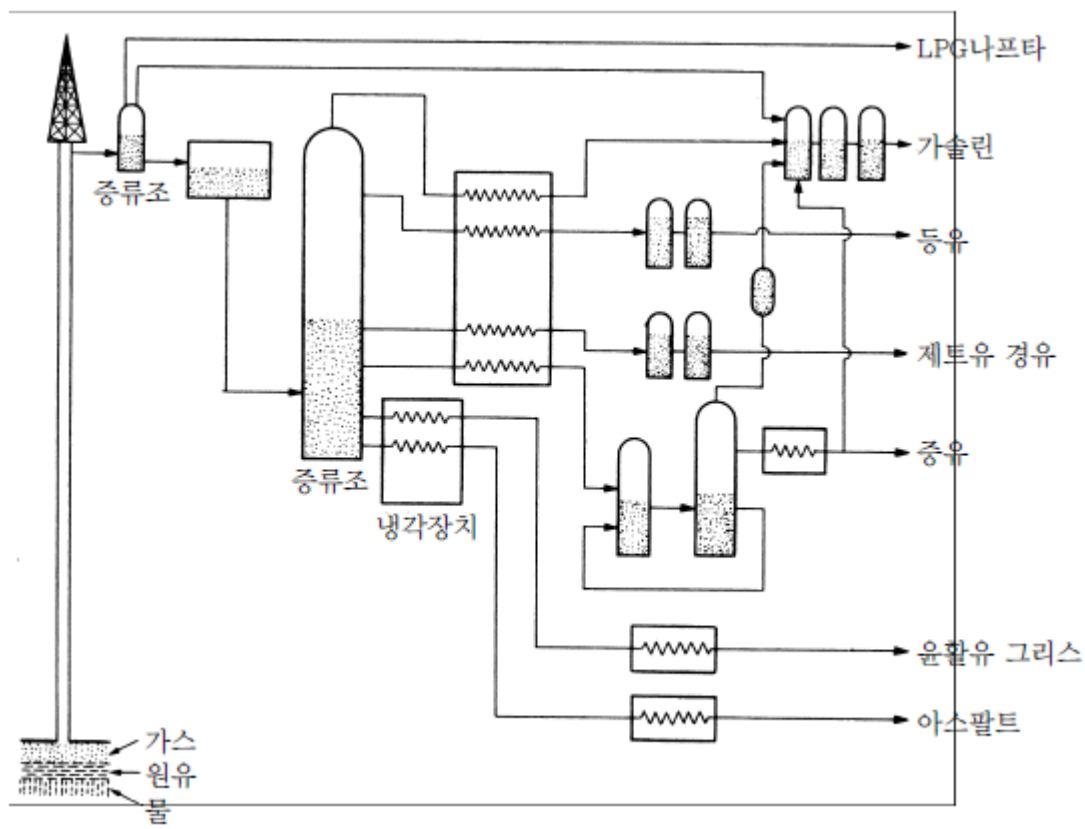 LPG나프타
가솔린
증류조
등유
제트유 경유
중유
증류조
냉각장치
윤활유 그리스
아스팔트
가스
원유
물